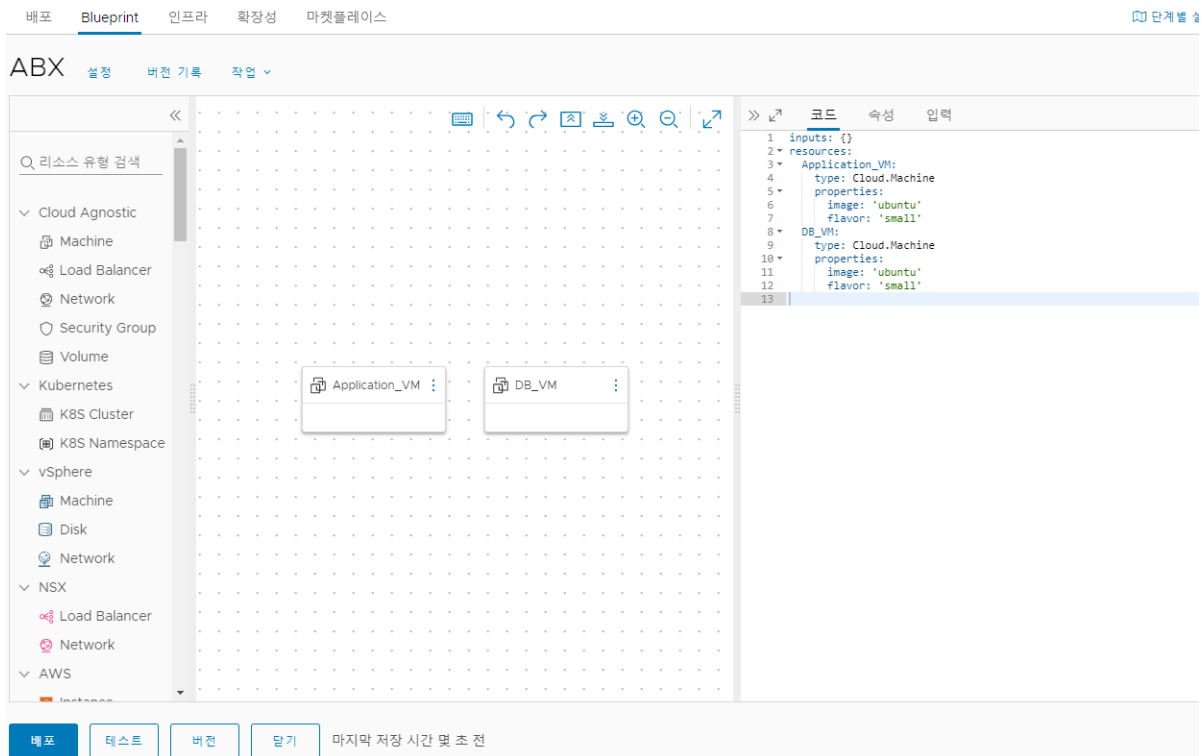 배포 Blueprint 인프라 확장성 마켓플레이스 단계별
ABX 설정 버전 기록 작업
코드 속성 입력
리소스 유형 검색
Cloud Agnostic
Machine
Load Balancer
Network
Security Group
Volume
Kubernetes
K8S Cluster
K8S Namespace
vSphere
Machine
Disk
Network
NSX
Load Balancer
Network
AWS
Instance
Application_VM
DB_VM
1 inputs: {}
2 resources:
3 Application_VM:
4 type: Cloud.Machine
5 properties:
6 image: 'ubuntu'
7 flavor: 'small'
8 DB_VM:
9 type: Cloud.Machine
10 properties:
11 image: 'ubuntu'
12 flavor: 'small'
13
배포 테스트 버전 닫기 마지막 저장 시간 몇 초 전